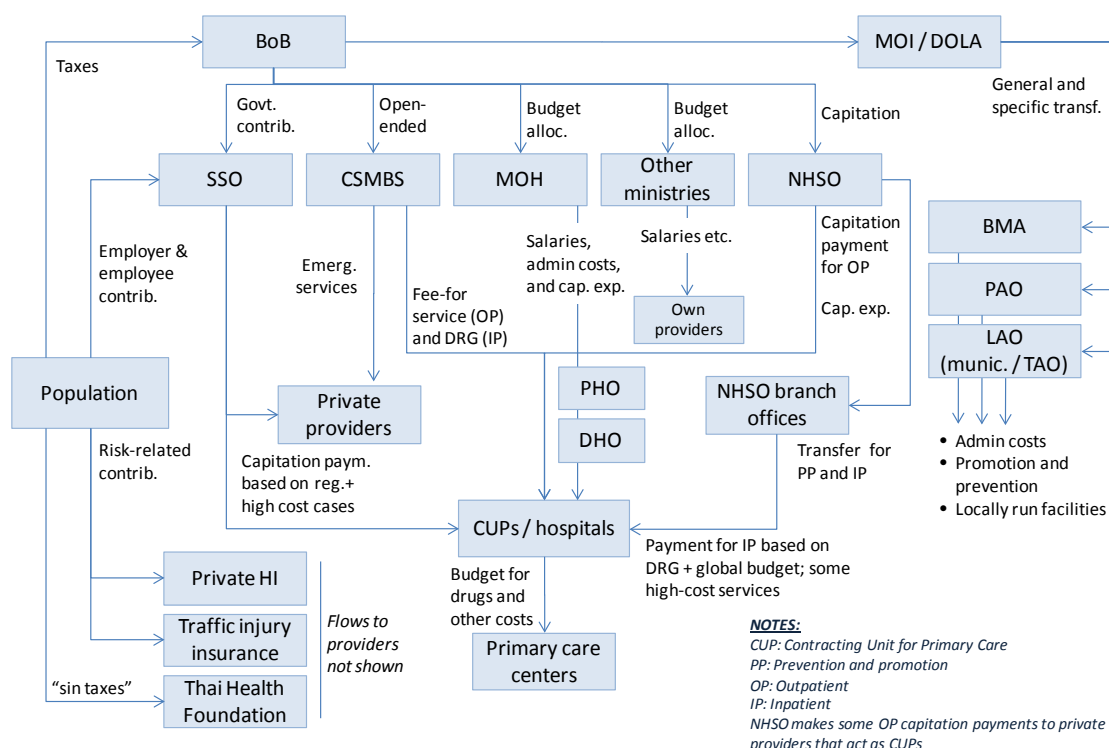 BoB
MOI / DOLA
Taxes
General and
specific transf.
Govt.
contrib.
Open-
ended
Budget
alloc.
Budget
alloc.
Capitation
SSO
CSMBS
MOH
Other
ministries
NHSO
Employer &
employee
contrib.
Emerg.
services
Fee-for
service (OP)
and DRG (IP)
Salaries,
admin costs,
and cap. exp.
Salaries etc.
Own
providers
Capitation
payment
for OP
Cap. exp.
BMA
PAO
LAO
(munic. / TAO)
Population
Private
providers
PHO
DHO
NHSO branch
offices
Risk-related
contrib.
Capitation paym.
based on reg.+
high cost cases
Transfer for
PP and IP
• Admin costs
• Promotion and
prevention
• Locally run facilities
CUPs / hospitals
Payment for IP based on
DRG + global budget; some
high-cost services
Budget for
drugs and
other costs
Primary care
centers
Private HI
Traffic injury
insurance
Thai Health
Foundation
"sin taxes"
Flows to
providers
not shown
NOTES:
CUP: Contracting Unit for Primary Care
PP: Prevention and promotion
OP: Outpatient
IP: Inpatient
NHSO makes some OP capitation payments to private
providers that act as CUPs